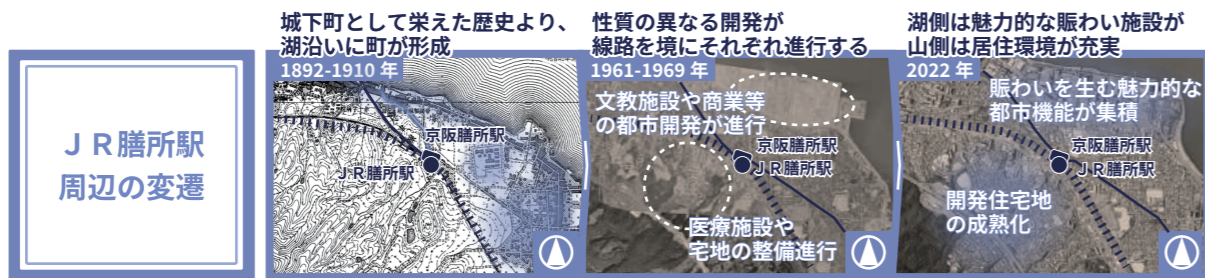 ＪＲ膳所駅
周辺の変遷
城下町として栄えた歴史より、
湖沿いに町が形成
1892-1910 年
京阪膳所駅
ＪＲ膳所駅
性質の異なる開発が
線路を境にそれぞれ進行する
1961-1969 年
文教施設や商業等
の都市開発が進行
京阪膳所駅
ＪＲ膳所駅
医療施設や
宅地の整備進行
湖側は魅力的な賑わい施設が
山側は居住環境が充実
2022 年
賑わいを生む魅力的な
都市機能が集積
京阪膳所駅
ＪＲ膳所駅
開発住宅地
の成熟化